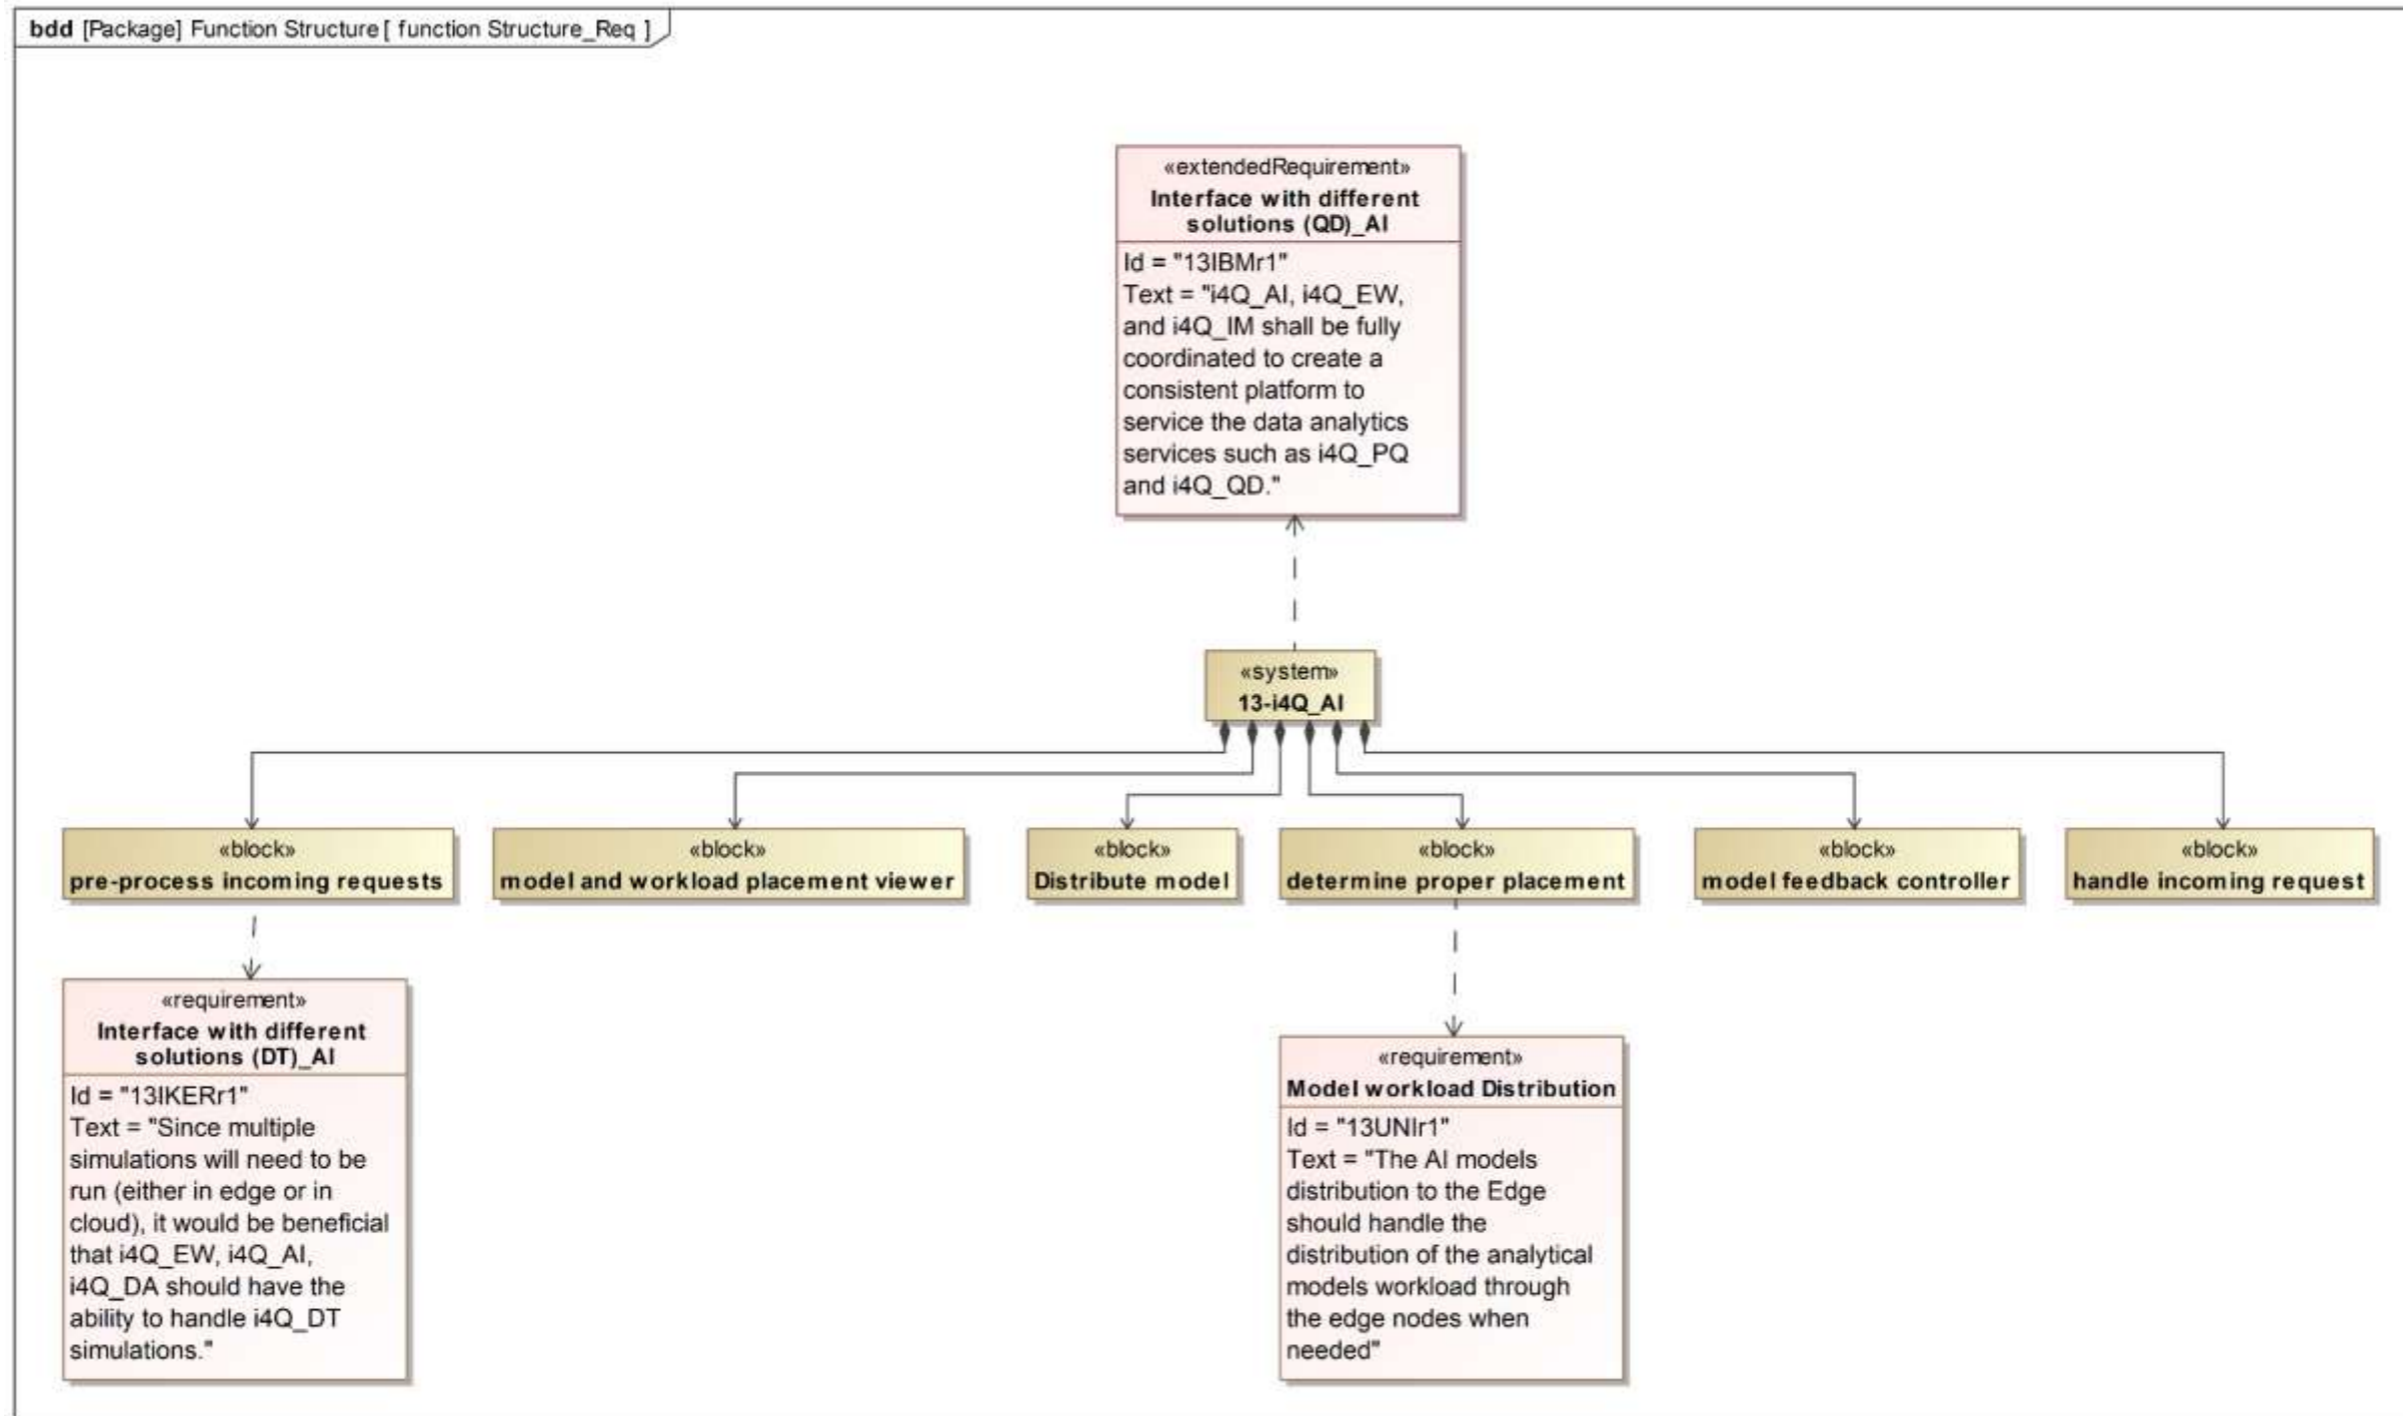 bdd [Package] Function Structure [ function Structure_Req ]
«extendedRequirement»
Interface with different
solutions (QD)_AI
Id = "13IBMr1"
Text = "i4Q_AI, i4Q_EW,
and i4Q_IM shall be fully
coordinated to create a
consistent platform to
service the data analytics
services such as i4Q_PQ
and i4Q_QD."
«system»
13-i4Q_AI
«block»
pre-process incoming requests
«block»
model and workload placement viewer
«block»
Distribute model
«block»
determine proper placement
«block»
model feedback controller
«block»
handle incoming request
«requirement»
Interface with different
solutions (DT)_AI
Id = "13IKERr1"
Text = "Since multiple
simulations will need to be
run (either in edge or in
cloud), it would be beneficial
that i4Q_EW, i4Q_AI,
i4Q_DA should have the
ability to handle i4Q_DT
simulations."
«requirement»
Model workload Distribution
Id = "13UNIr1"
Text = "The AI models
distribution to the Edge
should handle the
distribution of the analytical
models workload through
the edge nodes when
needed"